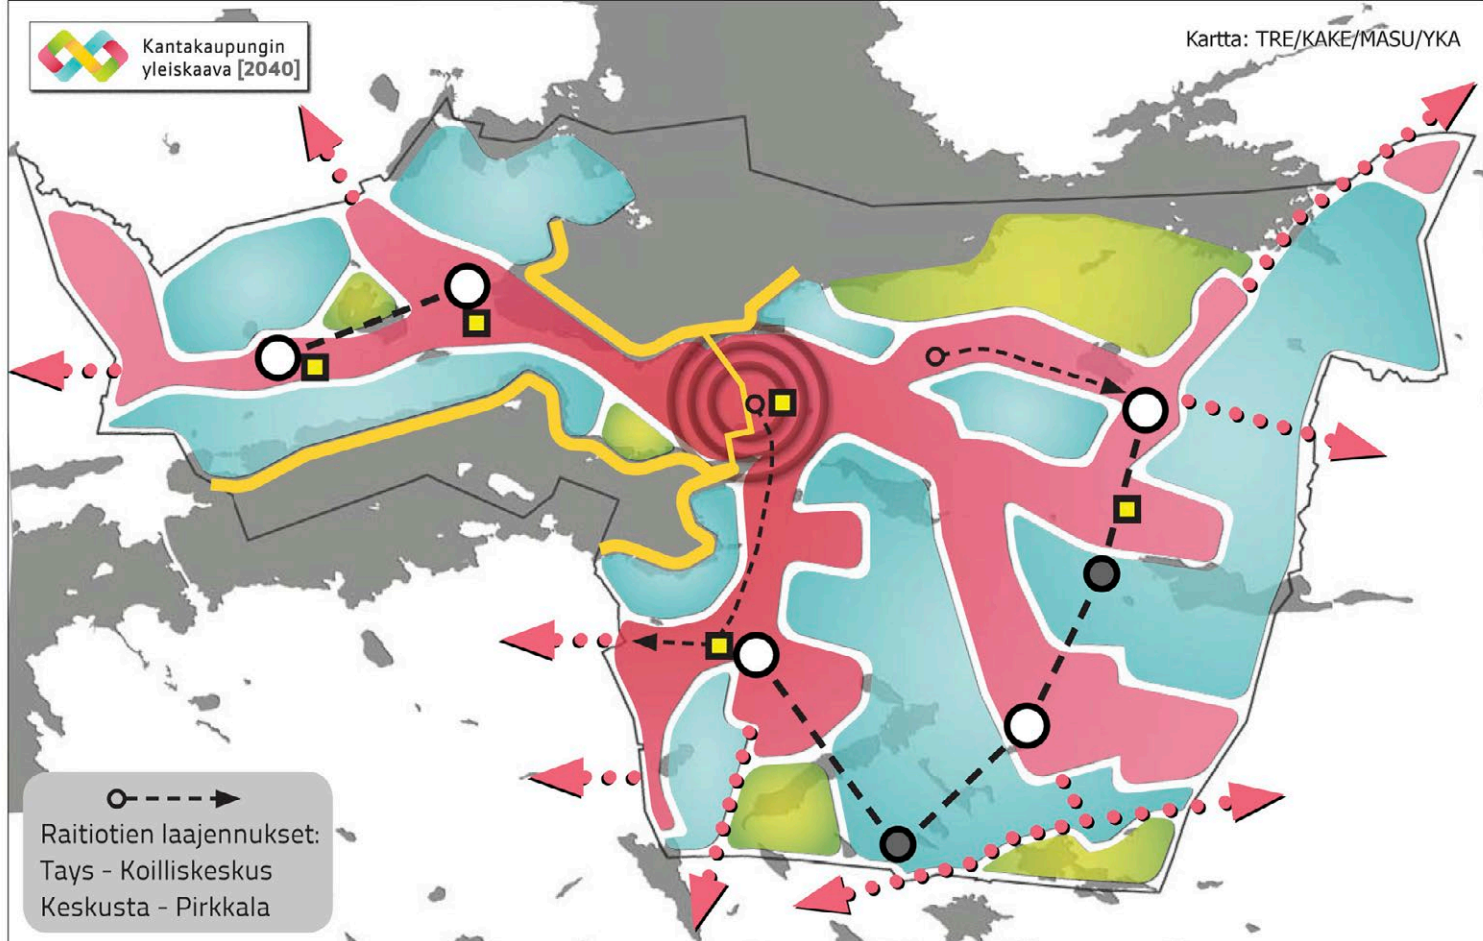 Kantakaupungin
yleiskaava [2040]
Kartta: TRE/KAKE/MASU/YKA
Raitiotien laajennukset:
Tays - Koilliskeskus
Keskusta - Pirkkala